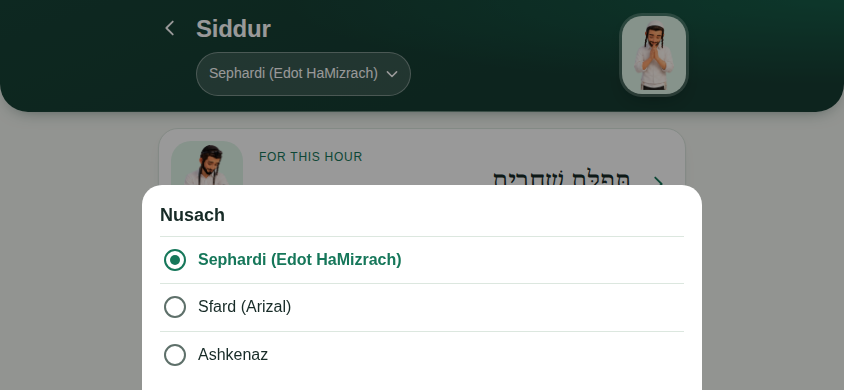 Siddur
Sephardi (Edot HaMizrach)
FOR THIS HOUR
תְּפִלַּת שַׁחֲרִית
Nusach
Sephardi (Edot HaMizrach)
Sfard (Arizal)
Ashkenaz